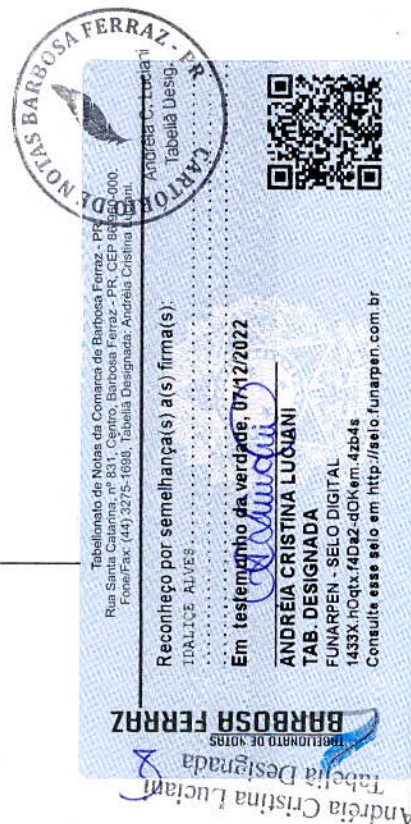 CARTÓRIO DE NOTAS BARBOSA FERRAZ - PR
Tabelionato de Notas da Comarca de Barbosa Ferraz - PR
Rua Santa Catarina, nº 831, Centro, Barbosa Ferraz - PR, CEP 86960-000.
Fone/Fax: (44) 3275-1698, Tabeliã Designada: Andréia Cristina Luciani.
Andréia C. Luciani
Tabeliã Desig.
Reconheço por semelhança(s) a(s) firma(s):
IDALICE ALVES
Em testemunho da verdade, 07/12/2022
ANDRÉIA CRISTINA LUCIANI
TAB. DESIGNADA
FUNARPEN - SELO DIGITAL
1433X.hOqtx.f4Da2-dOKem.4zb4s
Consulte esse selo em http://selo.funarpen.com.br
TABELIONATO DE NOTAS
BARBOSA FERRAZ
Andréia Cristina Luciani
Tabeliã Designada